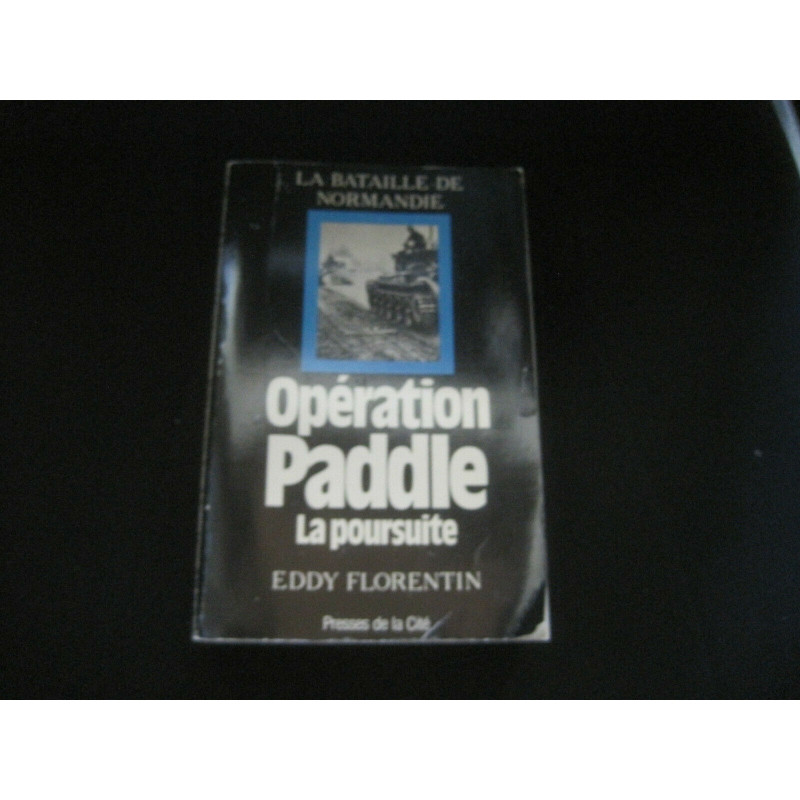 LA BATAILLE DE
NORMANDIE
Opération
Paddle
La poursuite
EDDY FLORENTIN
Presses de la Cité